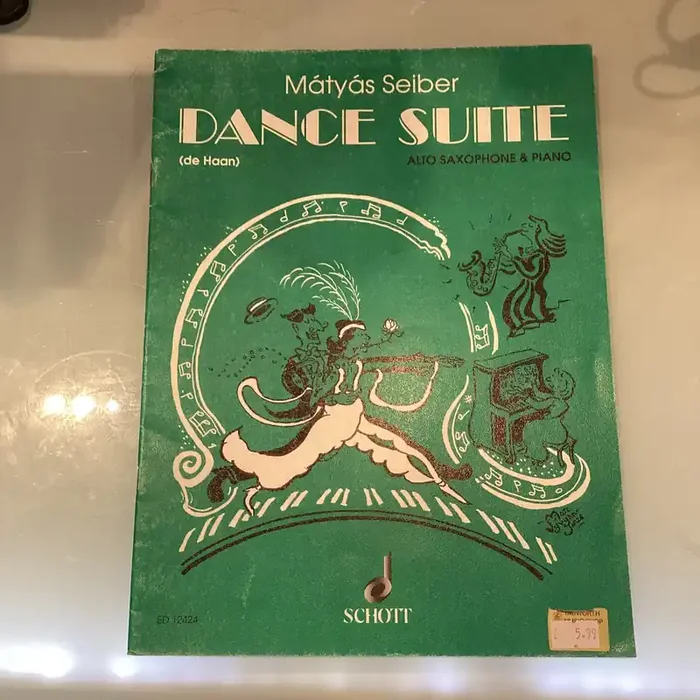 Mátyás Seiber
DANCE SUITE
(de Haan)
ALTO SAXOPHONE & PIANO
SCHOTT
ED 12424
5.99